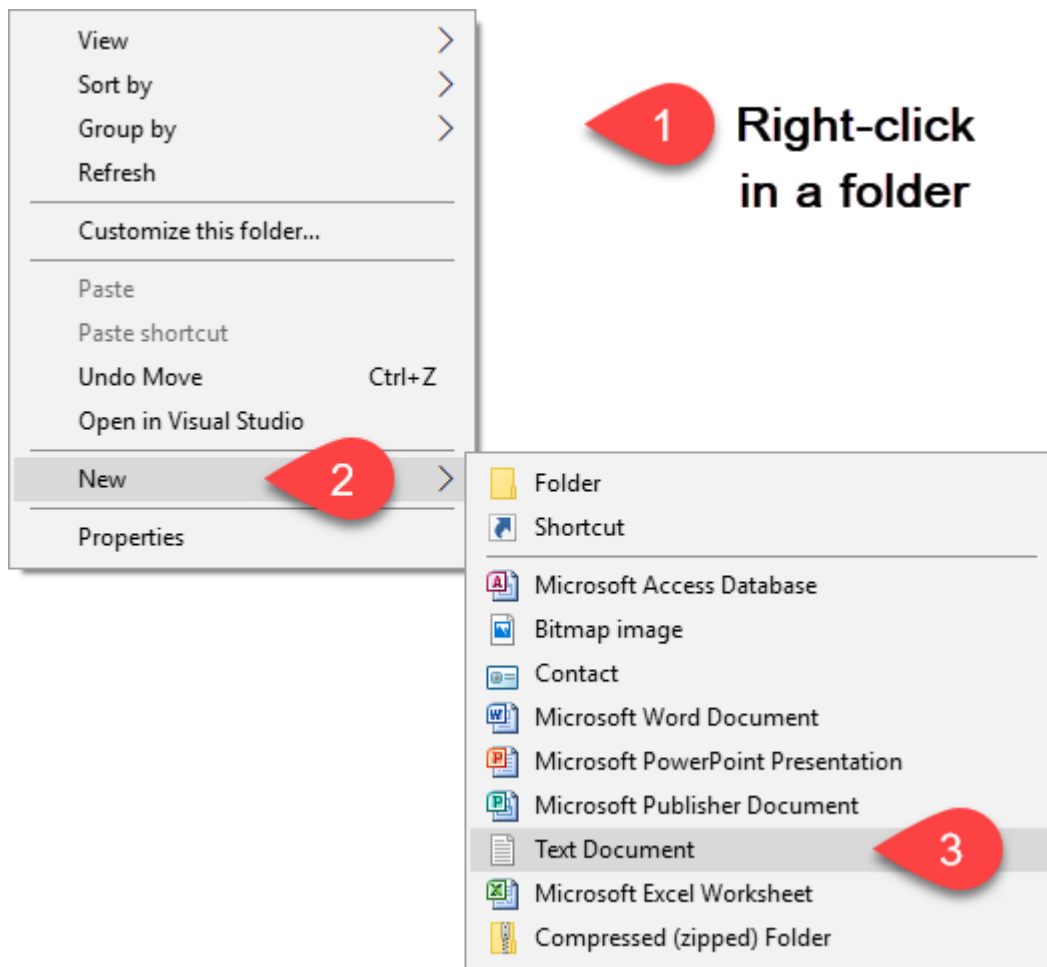 View
Sort by
1 Right-click
Group by
in a folder
Refresh
Customize this folder...
Paste
Paste shortcut
Undo Move Ctrl+Z
Open in Visual Studio
New 2
Properties
Folder
Shortcut
Microsoft Access Database
Bitmap image
Contact
Microsoft Word Document
Microsoft PowerPoint Presentation
Microsoft Publisher Document
Text Document 3
Microsoft Excel Worksheet
Compressed (zipped) Folder